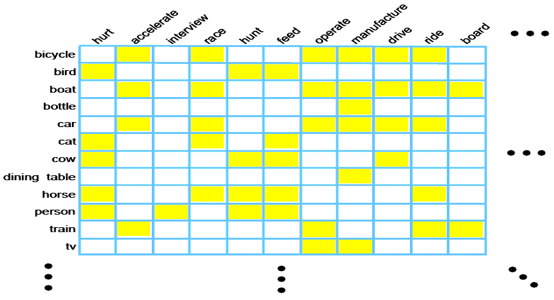 hurt accelerate interview race hunt feed operate manufacture drive ride board
bicycle
bird
boat
bottle
car
cat
cow
dining table
horse
person
train
tv